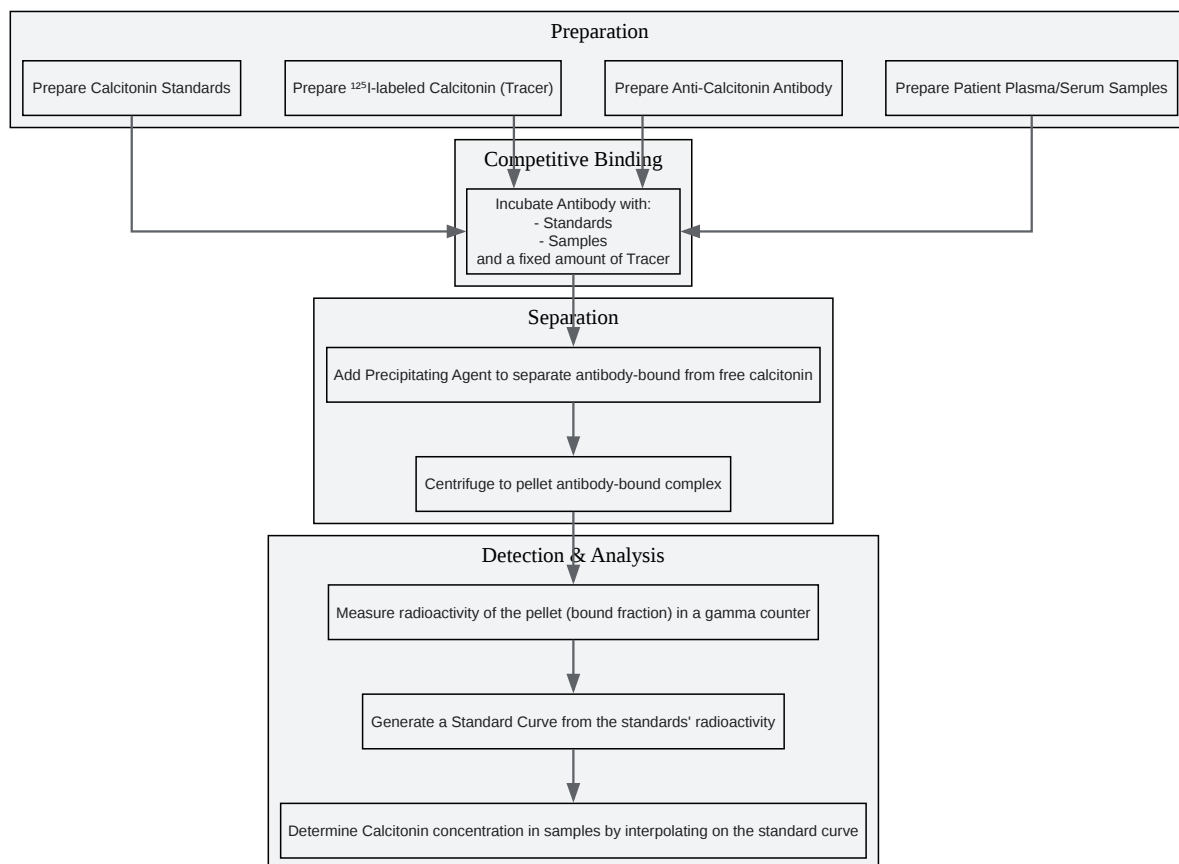 Preparation
Prepare Calcitonin Standards
Prepare ¹²⁵I-labeled Calcitonin (Tracer)
Prepare Anti-Calcitonin Antibody
Prepare Patient Plasma/Serum Samples
Competitive Binding
Incubate Antibody with:
- Standards
- Samples
and a fixed amount of Tracer
Separation
Add Precipitating Agent to separate antibody-bound from free calcitonin
Centrifuge to pellet antibody-bound complex
Detection & Analysis
Measure radioactivity of the pellet (bound fraction) in a gamma counter
Generate a Standard Curve from the standards' radioactivity
Determine Calcitonin concentration in samples by interpolating on the standard curve